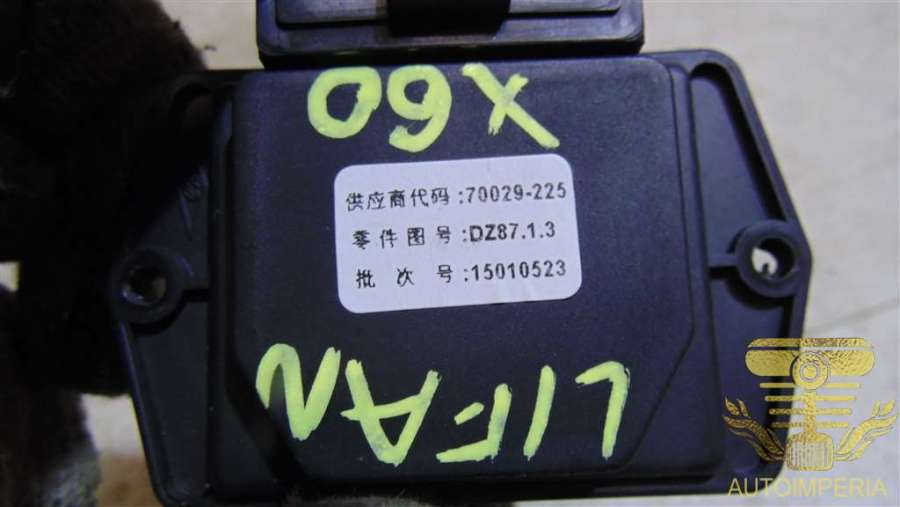 X60
供应商代码:70029-225
零件图号:DZ87.1.3
批次号:15010523
LIFAN
AUTOIMPERIA